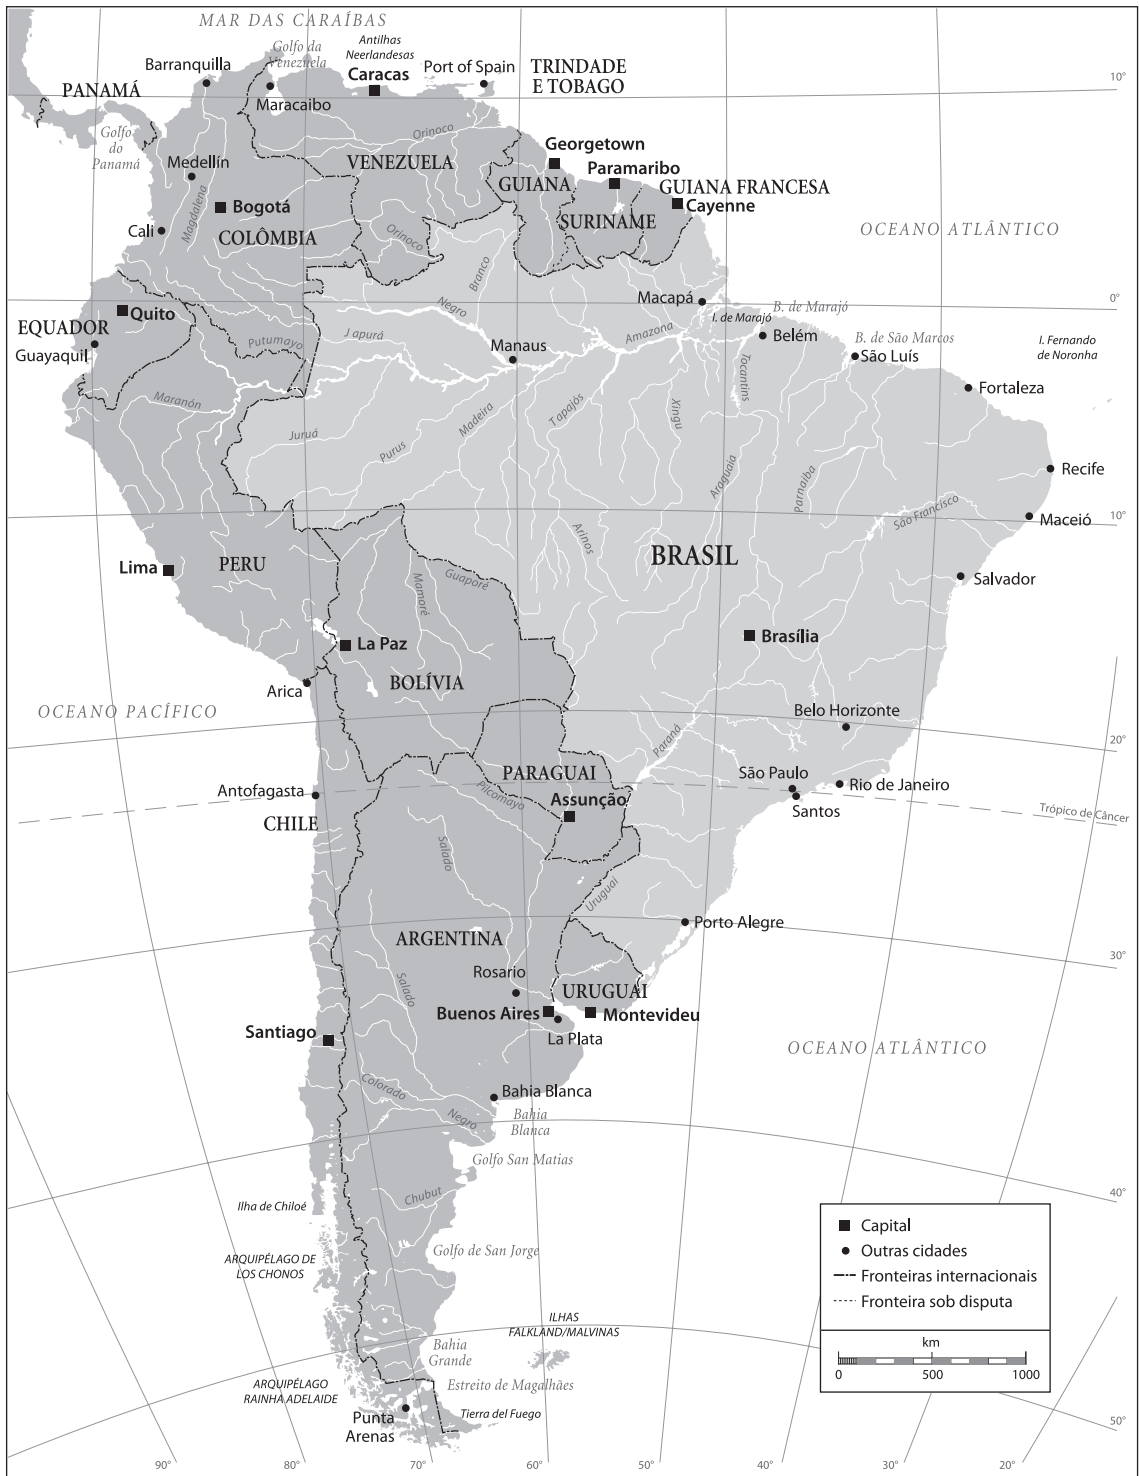 MAR DAS CARAÍBAS
Antilhas
Neerlandesas
Golfo da
Venezuela
Barranquilla
Caracas
Port of Spain
TRINDADE
E TOBAGO
10°
PANAMÁ
Maracaibo
Golfo
do
Panamá
Orinoco
Georgetown
Medellín
VENEZUELA
Paramaribo
GUIANA
GUIANA FRANCESA
Magdalena
Bogotá
Cayenne
SURINAME
Cali
COLÔMBIA
Orinoco
OCEANO ATLÂNTICO
Branco
Negro
Macapá
0°
B. de Marajó
Quito
I. de Marajó
EQUADOR
Japurá
Amazona
Belém
B. de São Marcos
I. Fernando
de Noronha
Guayaquil
Putumayo
Manaus
São Luís
Tocantins
Fortaleza
Maranón
Madeira
Tapajós
Xingu
Juruá
Purus
Araguaia
Parnaiba
Recife
São Francisco
10°
Maceió
Arinos
BRASIL
Lima
PERU
Guaporé
Mamoré
Salvador
Brasília
La Paz
BOLÍVIA
Arica
OCEANO PACÍFICO
Belo Horizonte
20°
Paraná
PARAGUAI
São Paulo
Rio de Janeiro
Antofagasta
Pilcomayo
Assunção
Santos
Trópico de Câncer
CHILE
Salado
Uruguai
Porto Alegre
ARGENTINA
30°
Rosario
Salado
URUGUAI
Buenos Aires
Montevideu
Santiago
La Plata
OCEANO ATLÂNTICO
Colorado
Bahia Blanca
Negro
Bahia
Blanca
Golfo San Matias
40°
Chubut
Ilha de Chiloé
Golfo de San Jorge
ARQUIPÉLAGO DE
LOS CHONOS
ILHAS
FALKLAND/MALVINAS
Bahia
Grande
ARQUIPÉLAGO
RAINHA ADELAIDE
Estreito de Magalhães
Punta
Arenas
Tierra del Fuego
50°
Capital
Outras cidades
Fronteiras internacionais
Fronteira sob disputa
km
0 500 1000
90° 80° 70° 60° 50° 40° 30° 20°